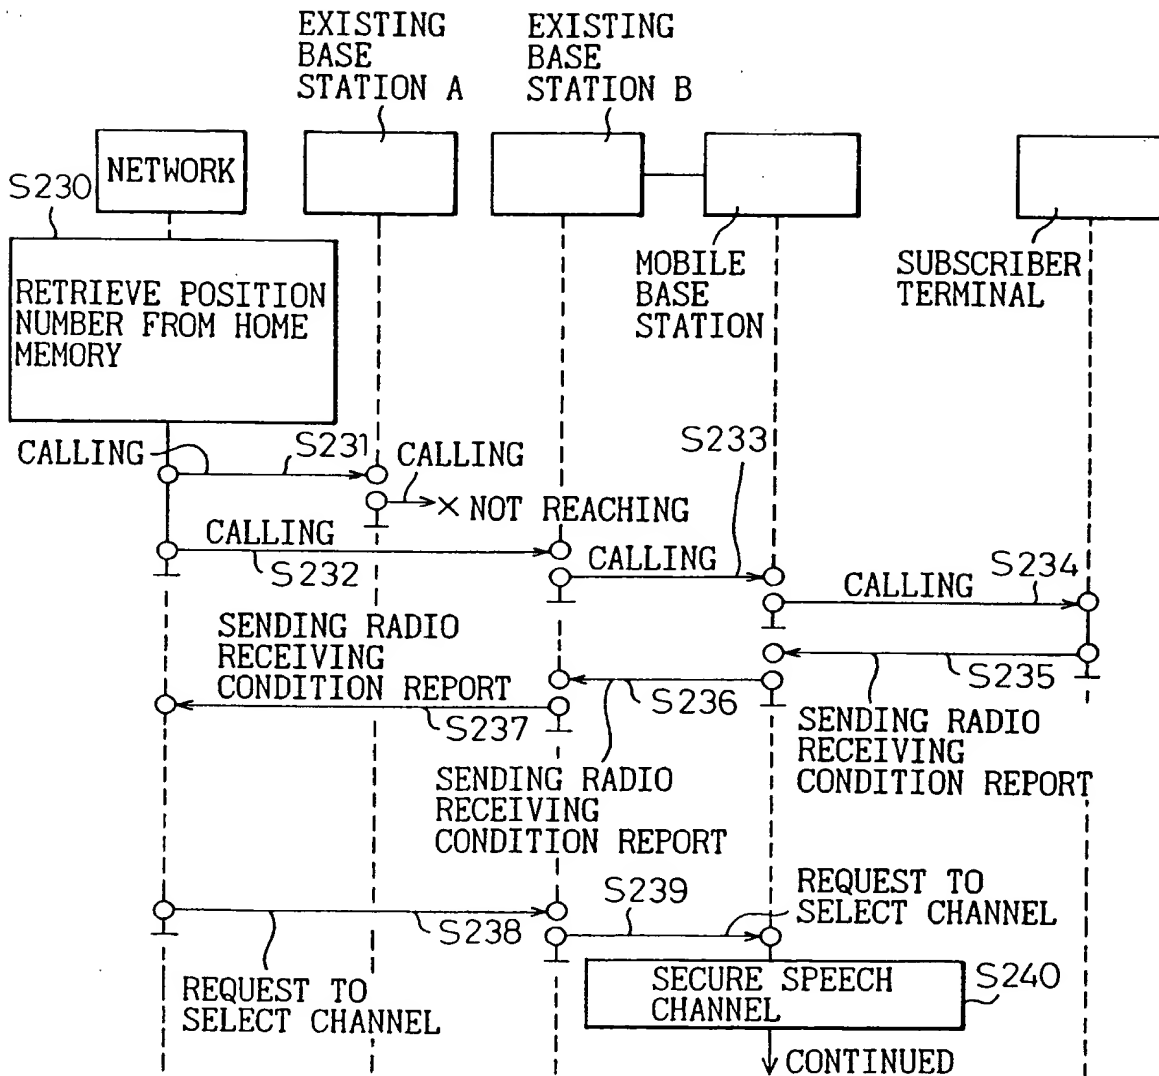 EXISTING
BASE
STATION A
EXISTING
BASE
STATION B
NETWORK
S230
MOBILE
BASE
STATION
SUBSCRIBER
TERMINAL
RETRIEVE POSITION
NUMBER FROM HOME
MEMORY
CALLING
S231
CALLING
× NOT REACHING
S233
CALLING
S232
CALLING
CALLING
S234
SENDING RADIO
RECEIVING
CONDITION REPORT
S237
S236
S235
SENDING RADIO
RECEIVING
CONDITION REPORT
SENDING RADIO
RECEIVING
CONDITION REPORT
S238
S239
REQUEST TO
SELECT CHANNEL
REQUEST TO
SELECT CHANNEL
SECURE SPEECH
CHANNEL
S240
CONTINUED